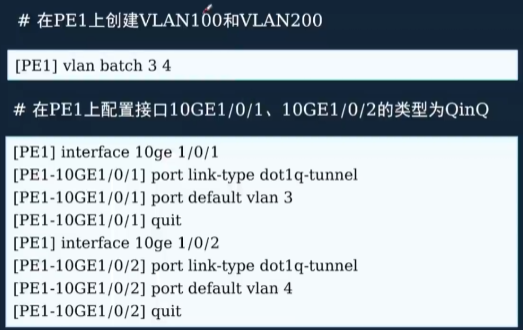 # 在PE1上创建VLAN100和VLAN200
[PE1] vlan batch 3 4
# 在PE1上配置接口10GE1/0/1、10GE1/0/2的类型为QinQ
[PE1] interface 10ge 1/0/1
[PE1-10GE1/0/1] port link-type dot1q-tunnel
[PE1-10GE1/0/1] port default vlan 3
[PE1-10GE1/0/1] quit
[PE1] interface 10ge 1/0/2
[PE1-10GE1/0/2] port link-type dot1q-tunnel
[PE1-10GE1/0/2] port default vlan 4
[PE1-10GE1/0/2] quit